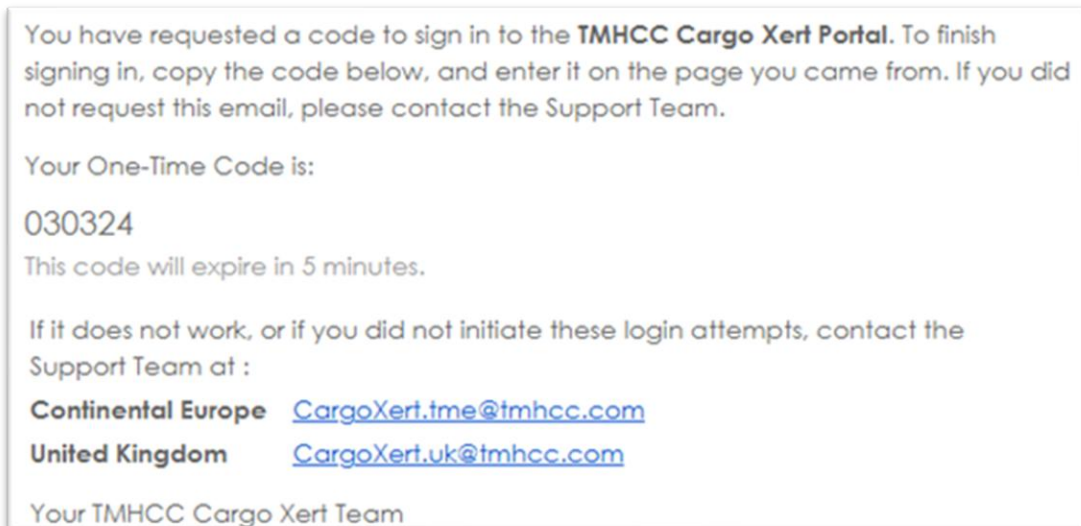 You have requested a code to sign in to the TMHCC Cargo Xert Portal. To finish
signing in, copy the code below, and enter it on the page you came from. If you did
not request this email, please contact the Support Team.
Your One-Time Code is:
030324
This code will expire in 5 minutes.
If it does not work, or if you did not initiate these login attempts, contact the
Support Team at :
Continental Europe CargoXert.tme@tmhcc.com
United Kingdom CargoXert.uk@tmhcc.com
Your TMHCC Cargo Xert Team